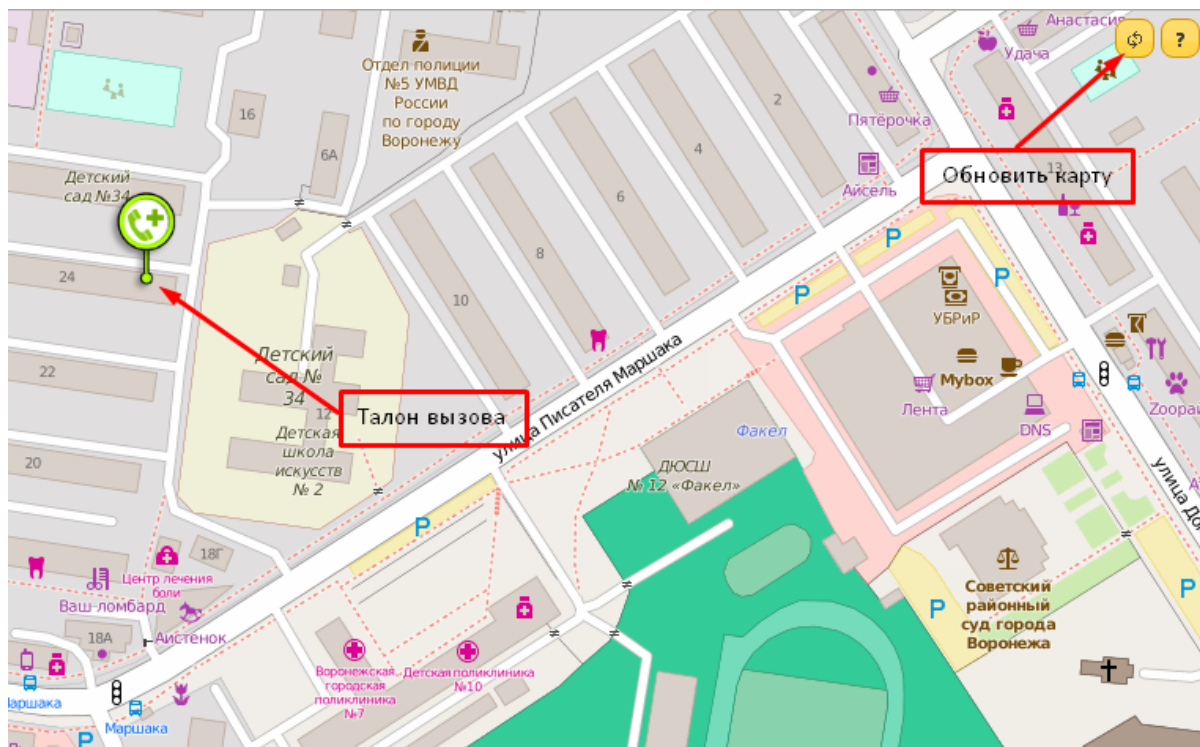 Анастасия
?
Удача
Отдел полиции
№5 УМВД
России
по городу
Воронежу
2
16
Пятёрочка
6А
4
13
Обновить карту
Айсель
Детский
сад №34
6
8
P
24
P
P
10
УБРиР
Детский
сад №
34
улица Писателя Маршака
Mybox
22
12
Талон вызова
Лента
Zоорай
DNS
Факел
Детская
школа
искусств
№ 2
20
ДЮСШ
№ 12 «Факел»
улица До
P
18Г
Центр лечения
боли
Ваш ломбард
Советский
районный
суд города
Воронежа
P
P
18А
Аистёнок
Воронежская
городская
поликлиника
№7
Детская поликлиника
№10
Маршака
Маршака
P